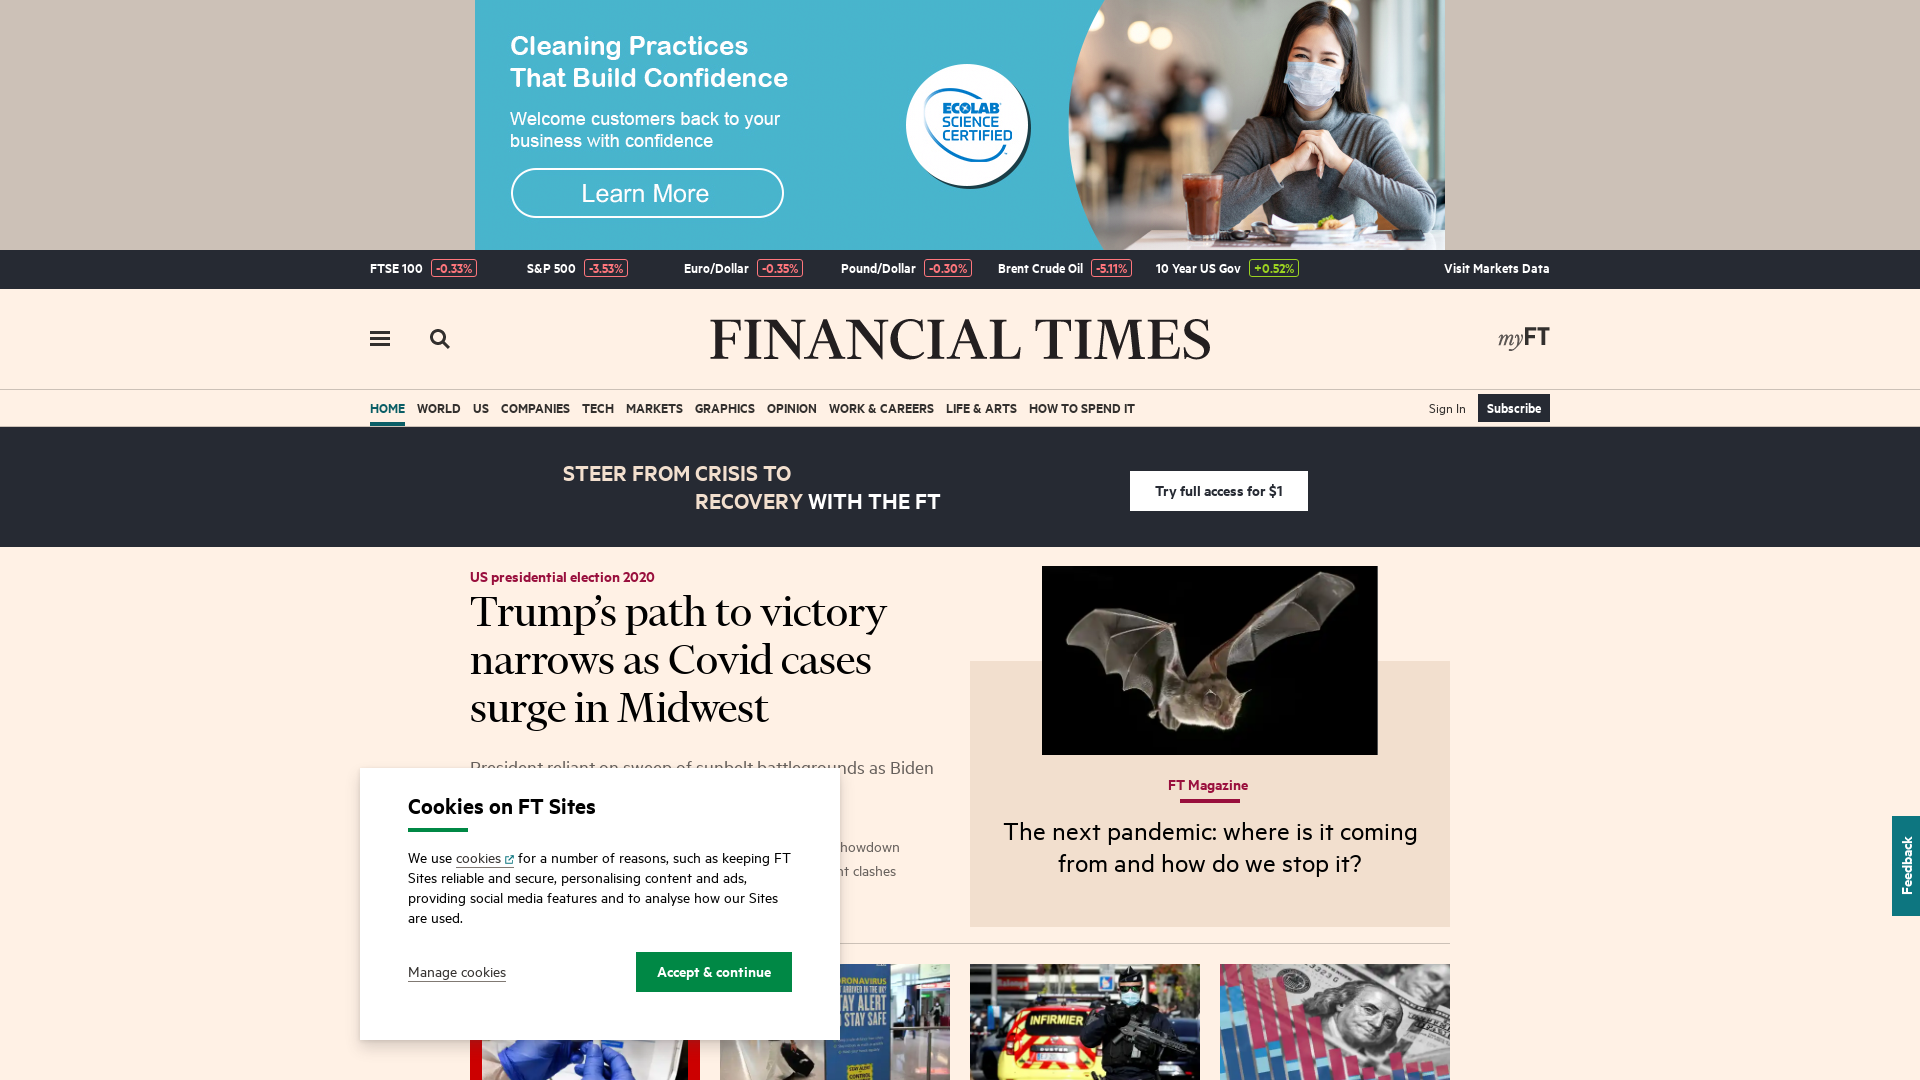 Cleaning Practices
That Build Confidence
Welcome customers back to your
business with confidence
Learn More
ECOLAB
SCIENCE
CERTIFIED
FTSE 100 -0.33% S&P 500 -3.53% Euro/Dollar -0.35% Pound/Dollar -0.30% Brent Crude Oil -5.11% 10 Year US Gov +0.52% Visit Markets Data
FINANCIAL TIMES
myFT
HOME WORLD US COMPANIES TECH MARKETS GRAPHICS OPINION WORK & CAREERS LIFE & ARTS HOW TO SPEND IT Sign In Subscribe
STEER FROM CRISIS TO
RECOVERY WITH THE FT
Try full access for $1
US presidential election 2020
Trump’s path to victory
narrows as Covid cases
surge in Midwest
President reliant on sweep of sunbelt battlegrounds as Biden
clashes
FT Magazine
The next pandemic: where is it coming
from and how do we stop it?
Cookies on FT Sites
We use cookies for a number of reasons, such as keeping FT
Sites reliable and secure, personalising content and ads,
providing social media features and to analyse how our Sites
are used.
Manage cookies
Accept & continue
Feedback
STAY SAFE
INFIRMIER